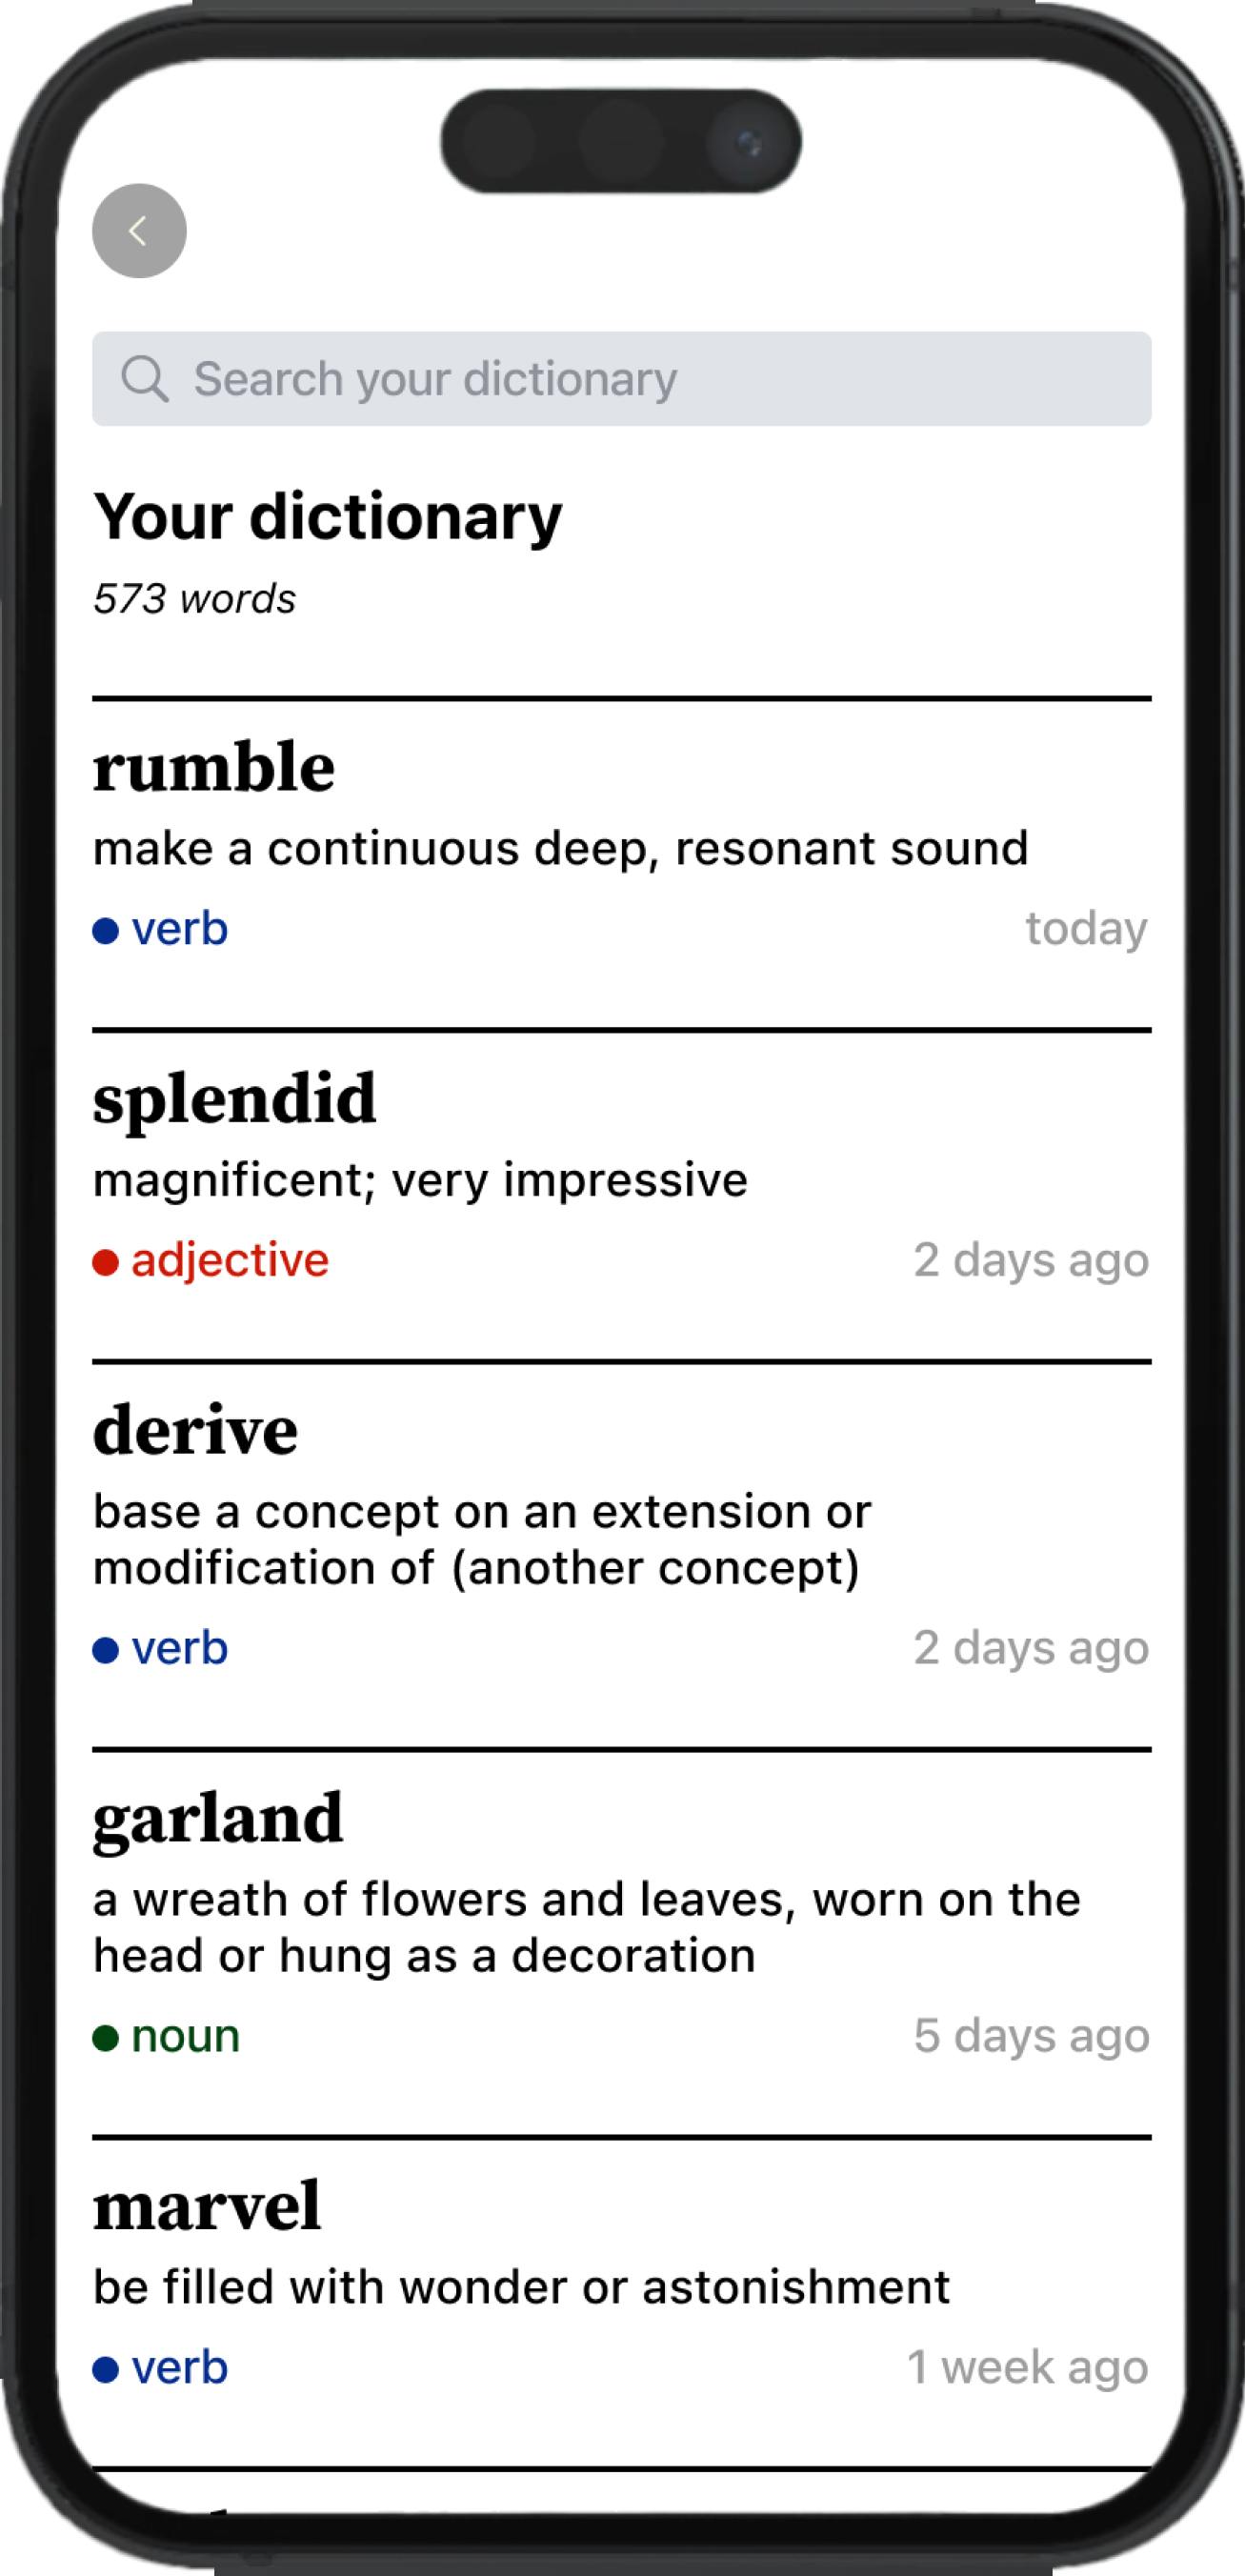 Search your dictionary
Your dictionary
573 words
rumble
make a continuous deep, resonant sound
verb
today
splendid
magnificent; very impressive
adjective
2 days ago
derive
base a concept on an extension or
modification of (another concept)
verb
2 days ago
garland
a wreath of flowers and leaves, worn on the
head or hung as a decoration
noun
5 days ago
marvel
be filled with wonder or astonishment
verb
1 week ago